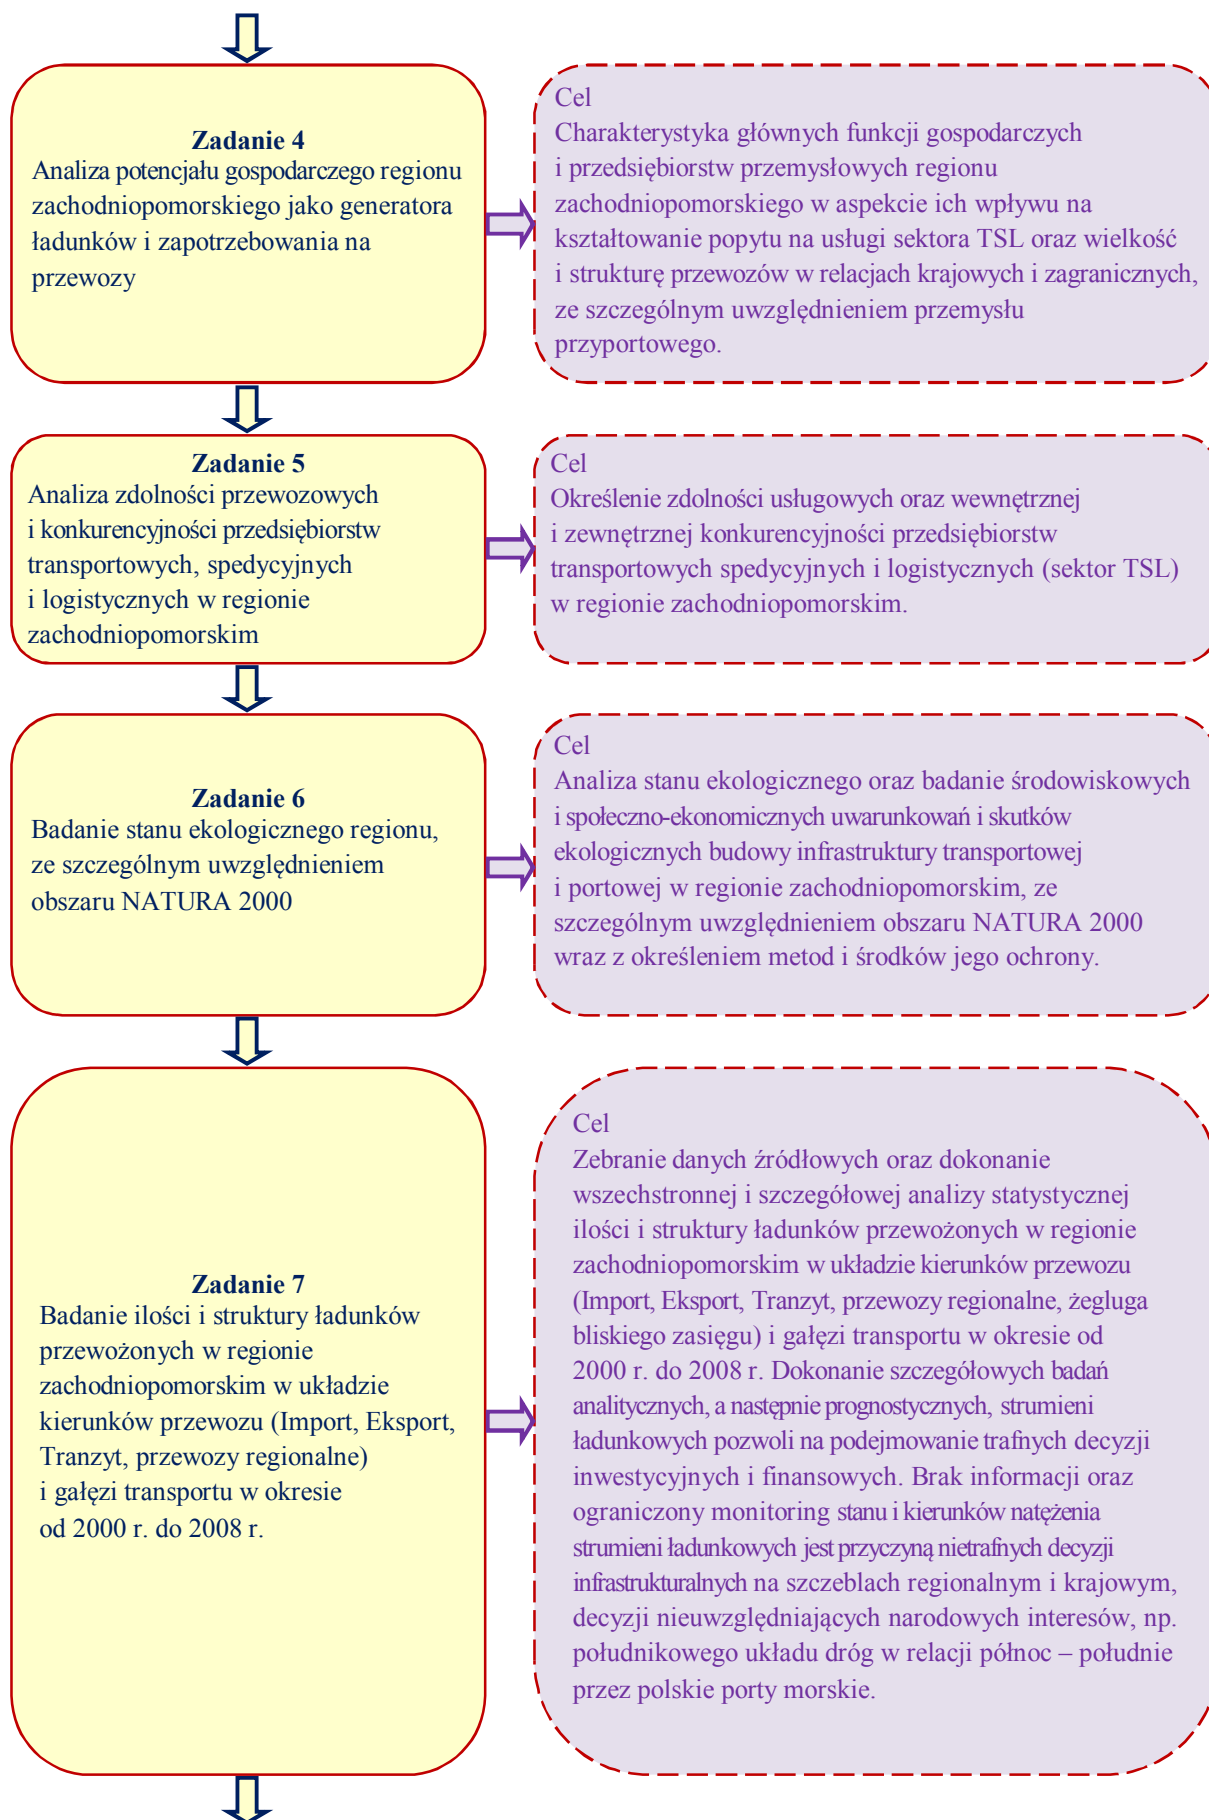 Zadanie 4
Analiza potencjału gospodarczego regionu
zachodniopomorskiego jako generatora
ładunków i zapotrzebowania na
przewozy
Cel
Charakterystyka głównych funkcji gospodarczych
i przedsiębiorstw przemysłowych regionu
zachodniopomorskiego w aspekcie ich wpływu na
kształtowanie popytu na usługi sektora TSL oraz wielkość
i strukturę przewozów w relacjach krajowych i zagranicznych,
ze szczególnym uwzględnieniem przemysłu
przyportowego.
Zadanie 5
Analiza zdolności przewozowych
i konkurencyjności przedsiębiorstw
transportowych, spedycyjnych
i logistycznych w regionie
zachodniopomorskim
Cel
Określenie zdolności usługowych oraz wewnętrznej
i zewnętrznej konkurencyjności przedsiębiorstw
transportowych spedycyjnych i logistycznych (sektor TSL)
w regionie zachodniopomorskim.
Zadanie 6
Badanie stanu ekologicznego regionu,
ze szczególnym uwzględnieniem
obszaru NATURA 2000
Cel
Analiza stanu ekologicznego oraz badanie środowiskowych
i społeczno-ekonomicznych uwarunkowań i skutków
ekologicznych budowy infrastruktury transportowej
i portowej w regionie zachodniopomorskim, ze
szczególnym uwzględnieniem obszaru NATURA 2000
wraz z określeniem metod i środków jego ochrony.
Zadanie 7
Badanie ilości i struktury ładunków
przewożonych w regionie
zachodniopomorskim w układzie
kierunków przewozu (Import, Eksport,
Tranzyt, przewozy regionalne)
i gałęzi transportu w okresie
od 2000 r. do 2008 r.
Cel
Zebranie danych źródłowych oraz dokonanie
wszechstronnej i szczegółowej analizy statystycznej
ilości i struktury ładunków przewożonych w regionie
zachodniopomorskim w układzie kierunków przewozu
(Import, Eksport, Tranzyt, przewozy regionalne, żegluga
bliskiego zasięgu) i gałęzi transportu w okresie od
2000 r. do 2008 r. Dokonanie szczegółowych badań
analitycznych, a następnie prognostycznych, strumieni
ładunkowych pozwoli na podejmowanie trafnych decyzji
inwestycyjnych i finansowych. Brak informacji oraz
ograniczony monitoring stanu i kierunków natężenia
strumieni ładunkowych jest przyczyną nietrafnych decyzji
infrastrukturalnych na szczeblach regionalnym i krajowym,
decyzji nieuwzględniających narodowych interesów, np.
południkowego układu dróg w relacji północ – południe
przez polskie porty morskie.